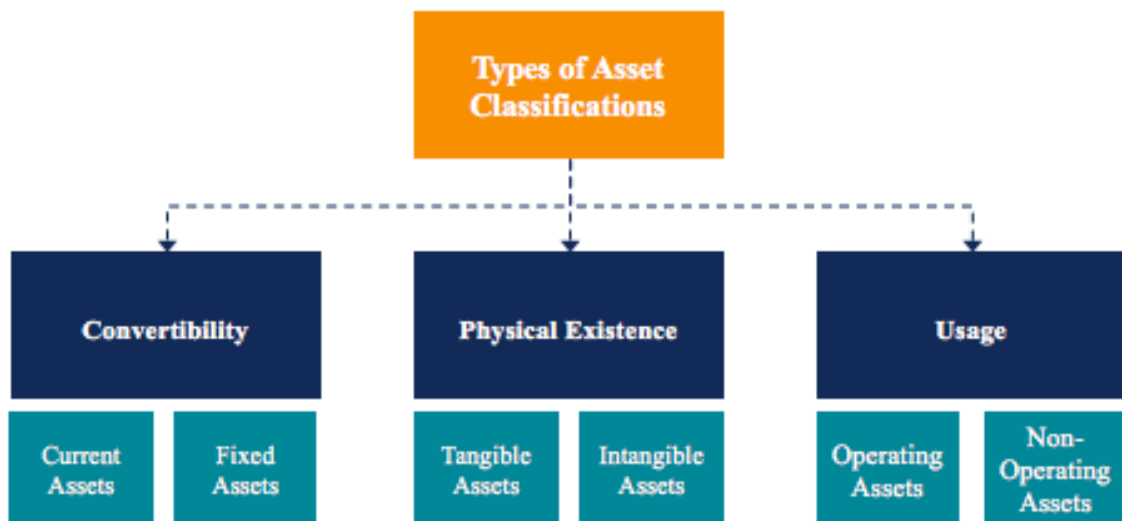 Types of Asset
Classifications
Convertibility
Physical Existence
Usage
Current
Assets
Fixed
Assets
Tangible
Assets
Intangible
Assets
Operating
Assets
Non-
Operating
Assets